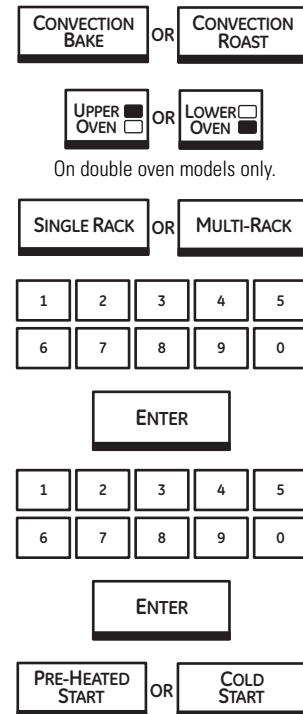 CONVECTION BAKE OR CONVECTION ROAST
UPPER OVEN OR LOWER OVEN
On double oven models only.
SINGLE RACK OR MULTI-RACK
1 2 3 4 5
6 7 8 9 0
ENTER
1 2 3 4 5
6 7 8 9 0
ENTER
PRE-HEATED START OR COLD START